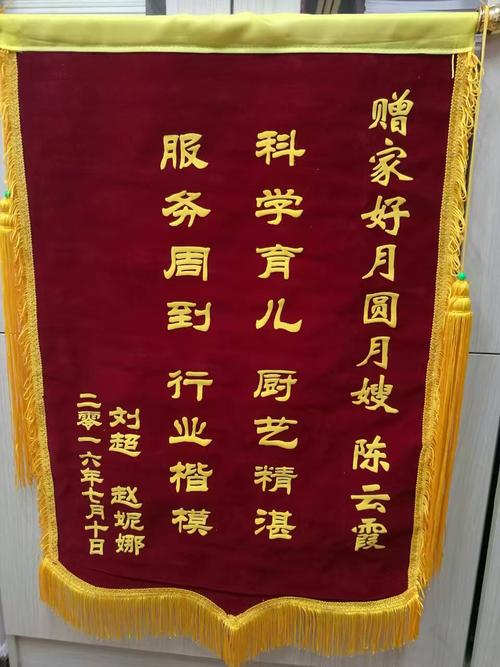 赠家好月圆月嫂 陈云霞
科学育儿 厨艺精湛
服务周到 行业楷模
刘超 赵妮娜
二零一六年七月十日